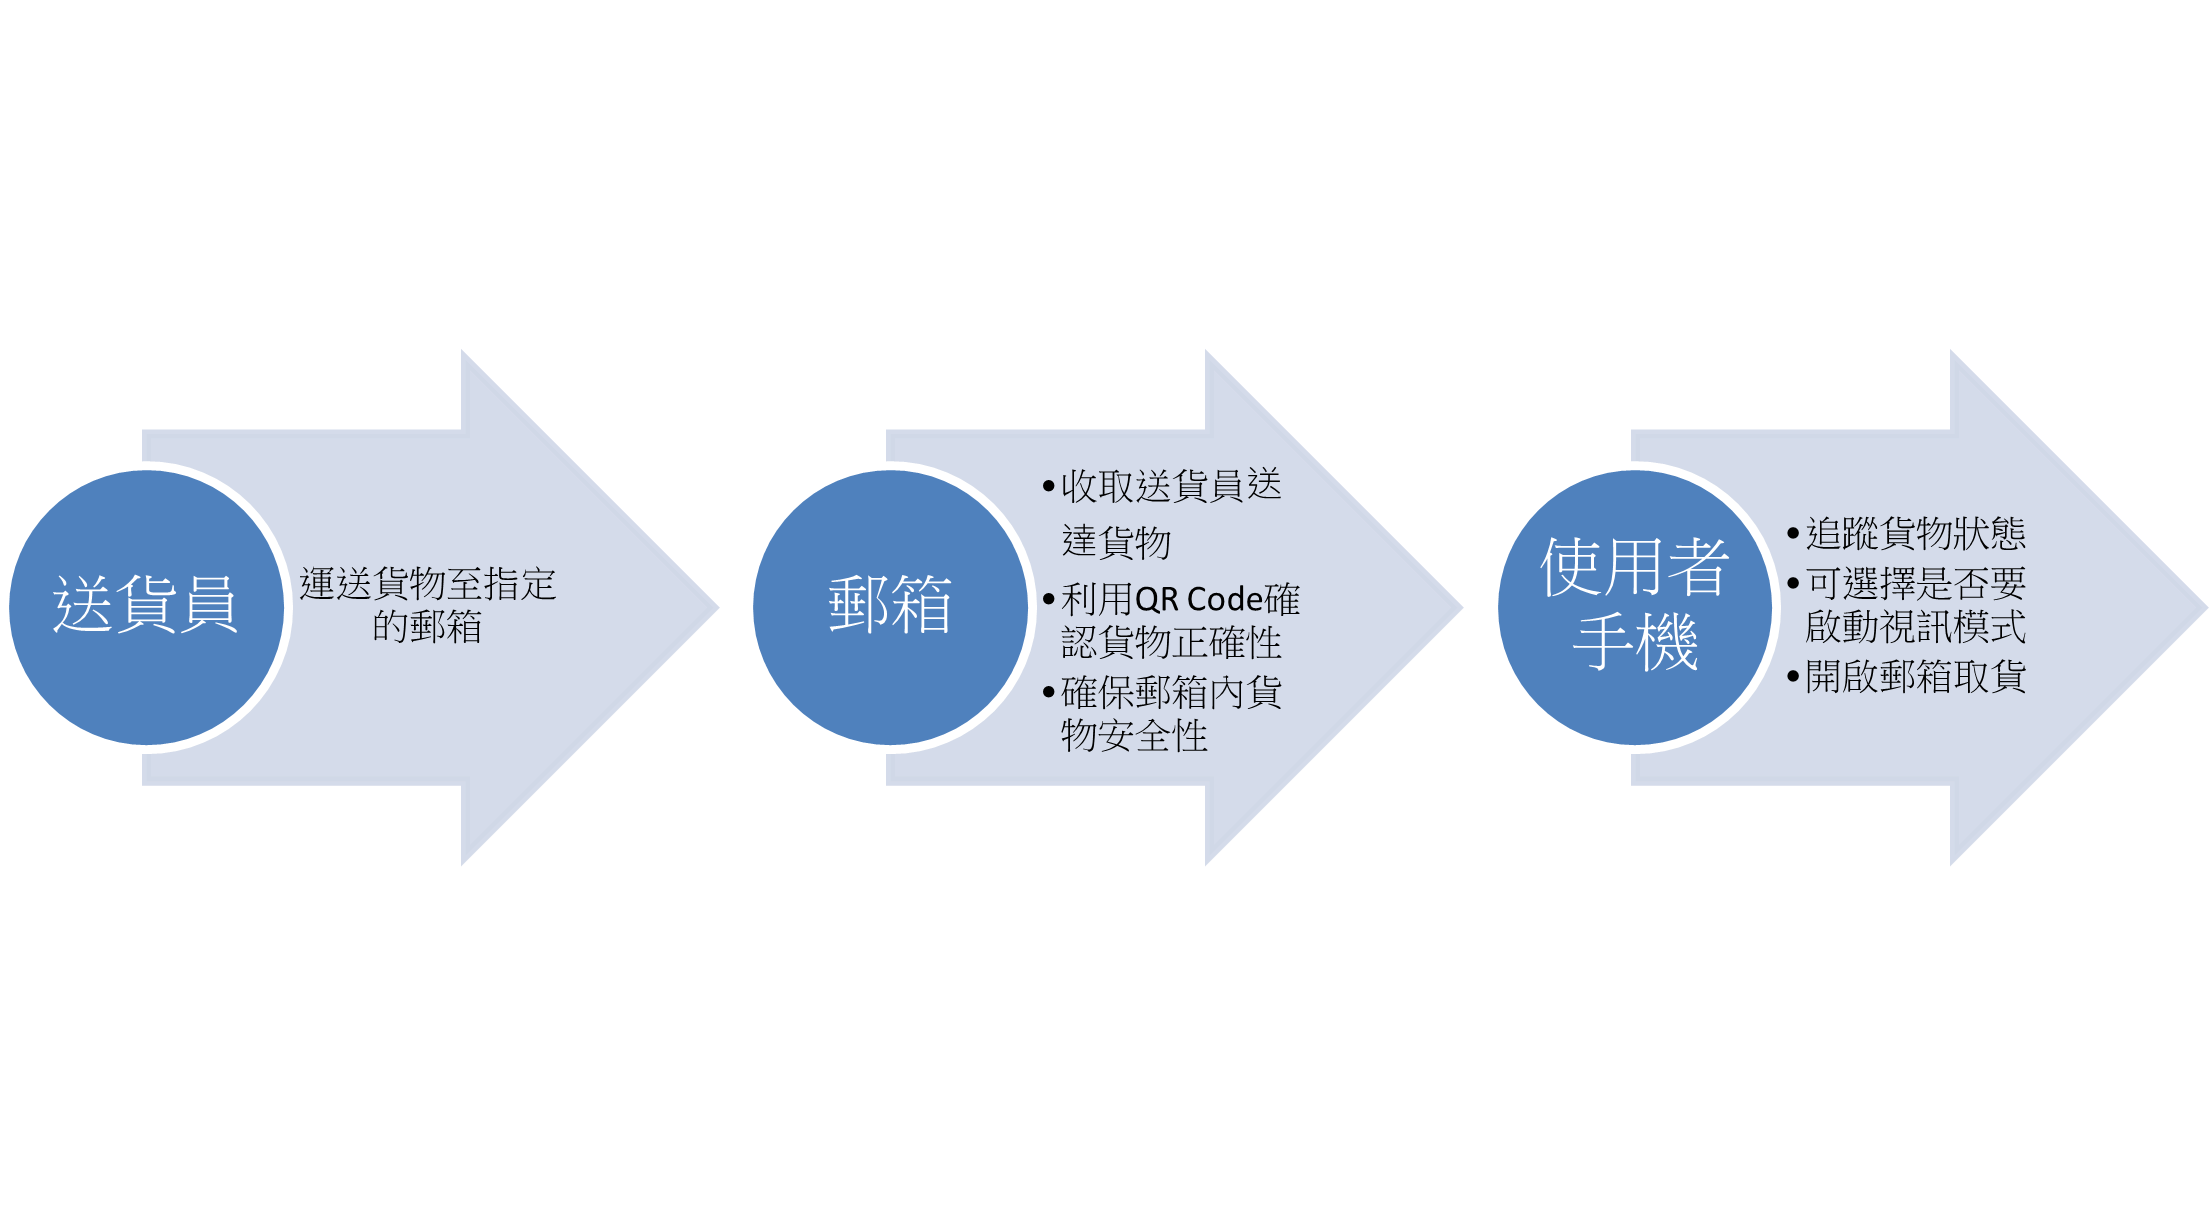 送貨員
運送貨物至指定
的郵箱
郵箱
•收取送貨員送
達貨物
•利用QR Code確
認貨物正確性
•確保郵箱內貨
物安全性
使用者
手機
•追蹤貨物狀態
•可選擇是否要
啟動視訊模式
•開啟郵箱取貨